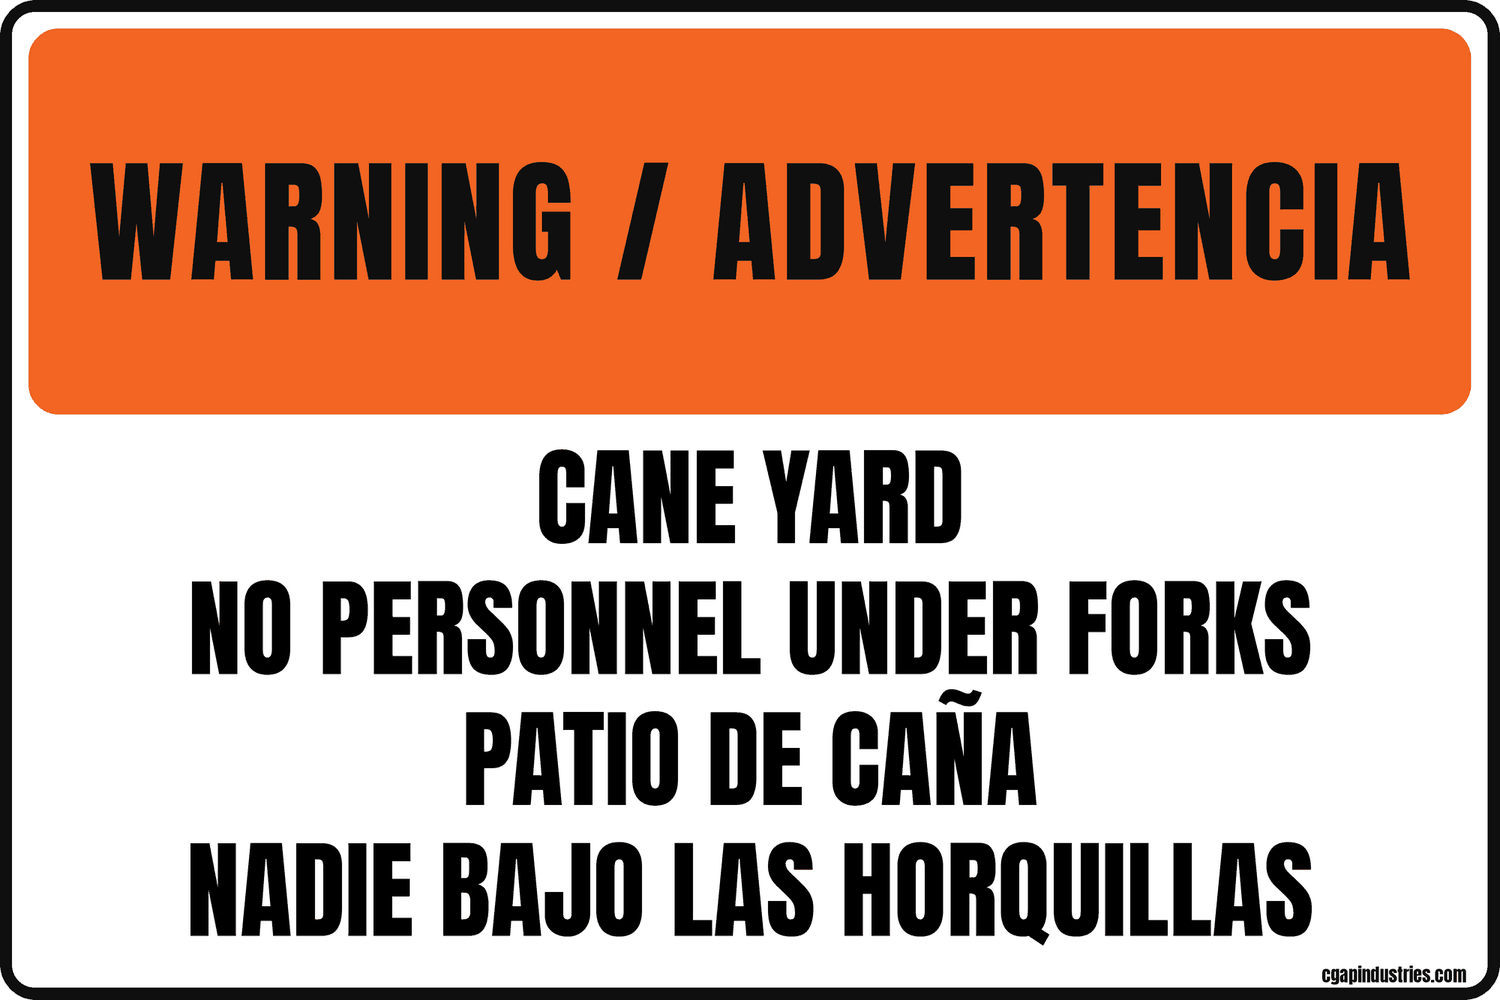 WARNING / ADVERTENCIA
CANE YARD
NO PERSONNEL UNDER FORKS
PATIO DE CAÑA
NADIE BAJO LAS HORQUILLAS
cgapindustries.com